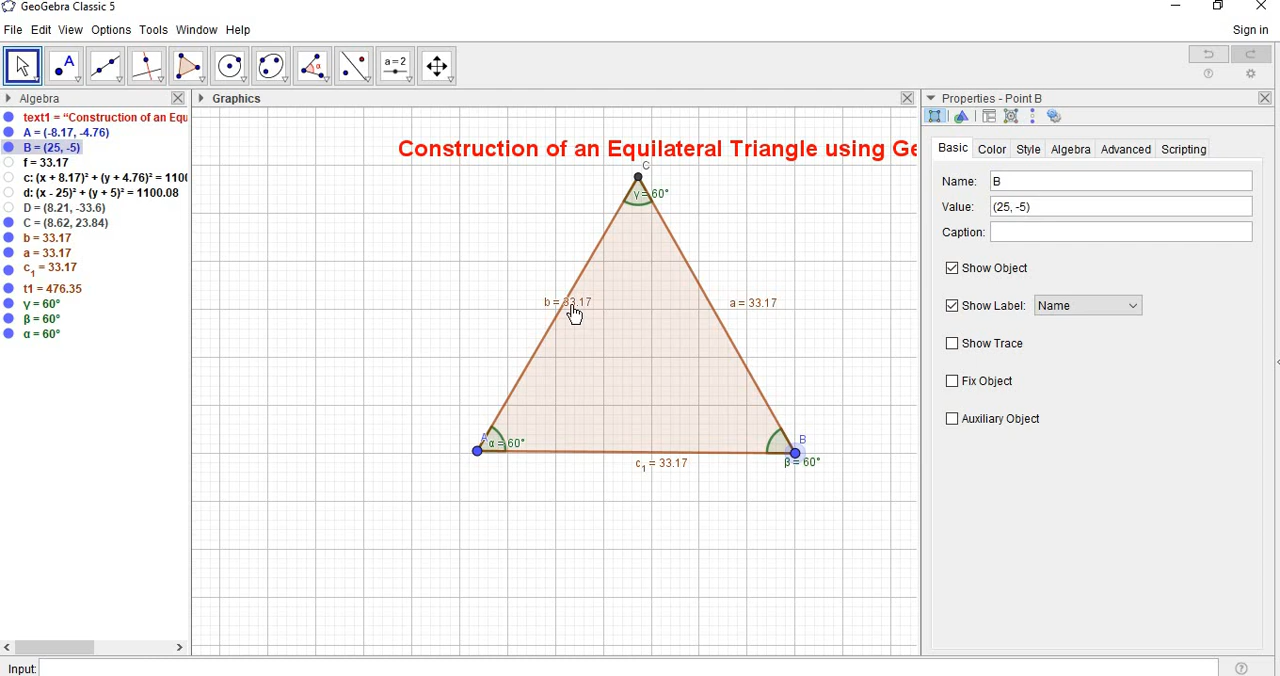 GeoGebra Classic 5
File Edit View Options Tools Window Help
Sign in
A
α
a=2
Algebra
Graphics
Properties - Point B
text1 = “Construction of an Equ
A = (-8.17, -4.76)
B = (25, -5)
f = 33.17
c: (x + 8.17)² + (y + 4.76)² = 110
d: (x - 25)² + (y + 5)² = 1100.08
D = (8.21, -33.6)
C = (8.62, 23.84)
b = 33.17
a = 33.17
c₁ = 33.17
t1 = 476.35
γ = 60°
β = 60°
α = 60°
Construction of an Equilateral Triangle using Ge
C
γ = 60°
b = 33.17
a = 33.17
A
α = 60°
B
β = 60°
c₁ = 33.17
Basic Color Style Algebra Advanced Scripting
Name: B
Value: (25, -5)
Caption:
Show Object
Show Label: Name
Show Trace
Fix Object
Auxiliary Object
Input: